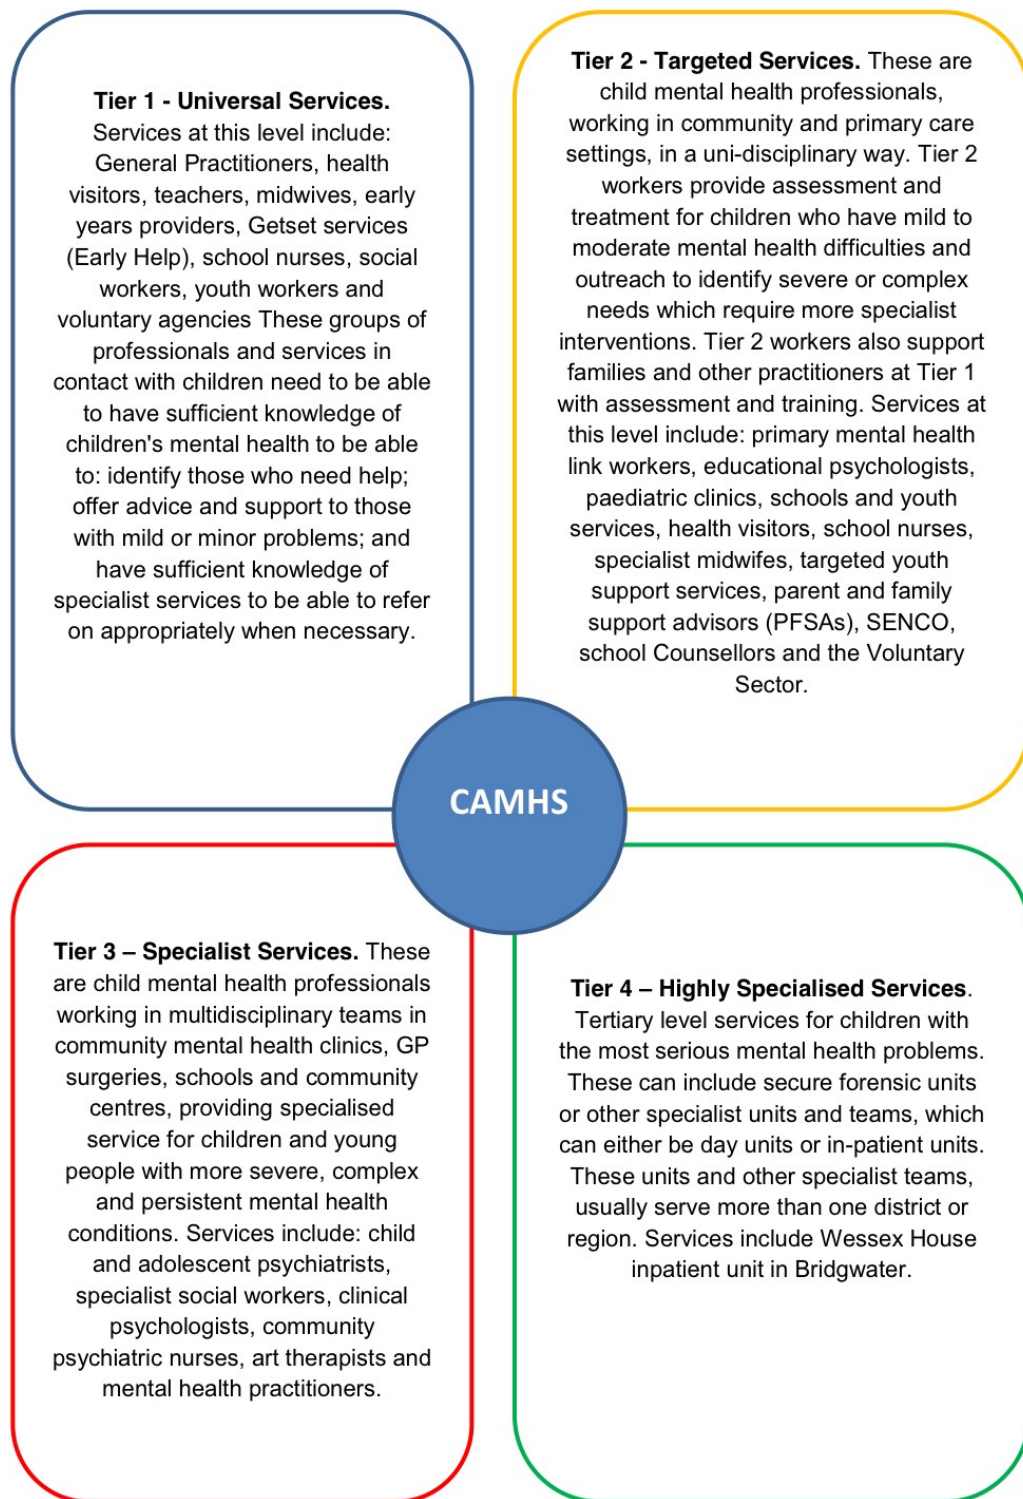 Tier 1 - Universal Services.
Services at this level include:
General Practitioners, health
visitors, teachers, midwives, early
years providers, Getset services
(Early Help), school nurses, social
workers, youth workers and
voluntary agencies These groups of
professionals and services in
contact with children need to be able
to have sufficient knowledge of
children's mental health to be able
to: identify those who need help;
offer advice and support to those
with mild or minor problems; and
have sufficient knowledge of
specialist services to be able to refer
on appropriately when necessary.
Tier 2 - Targeted Services. These are
child mental health professionals,
working in community and primary care
settings, in a uni-disciplinary way. Tier 2
workers provide assessment and
treatment for children who have mild to
moderate mental health difficulties and
outreach to identify severe or complex
needs which require more specialist
interventions. Tier 2 workers also support
families and other practitioners at Tier 1
with assessment and training. Services at
this level include: primary mental health
link workers, educational psychologists,
paediatric clinics, schools and youth
services, health visitors, school nurses,
specialist midwifes, targeted youth
support services, parent and family
support advisors (PFSAs), SENCO,
school Counsellors and the Voluntary
Sector.
CAMHS
Tier 3 – Specialist Services. These
are child mental health professionals
working in multidisciplinary teams in
community mental health clinics, GP
surgeries, schools and community
centres, providing specialised
service for children and young
people with more severe, complex
and persistent mental health
conditions. Services include: child
and adolescent psychiatrists,
specialist social workers, clinical
psychologists, community
psychiatric nurses, art therapists and
mental health practitioners.
Tier 4 – Highly Specialised Services.
Tertiary level services for children with
the most serious mental health problems.
These can include secure forensic units
or other specialist units and teams, which
can either be day units or in-patient units.
These units and other specialist teams,
usually serve more than one district or
region. Services include Wessex House
inpatient unit in Bridgwater.